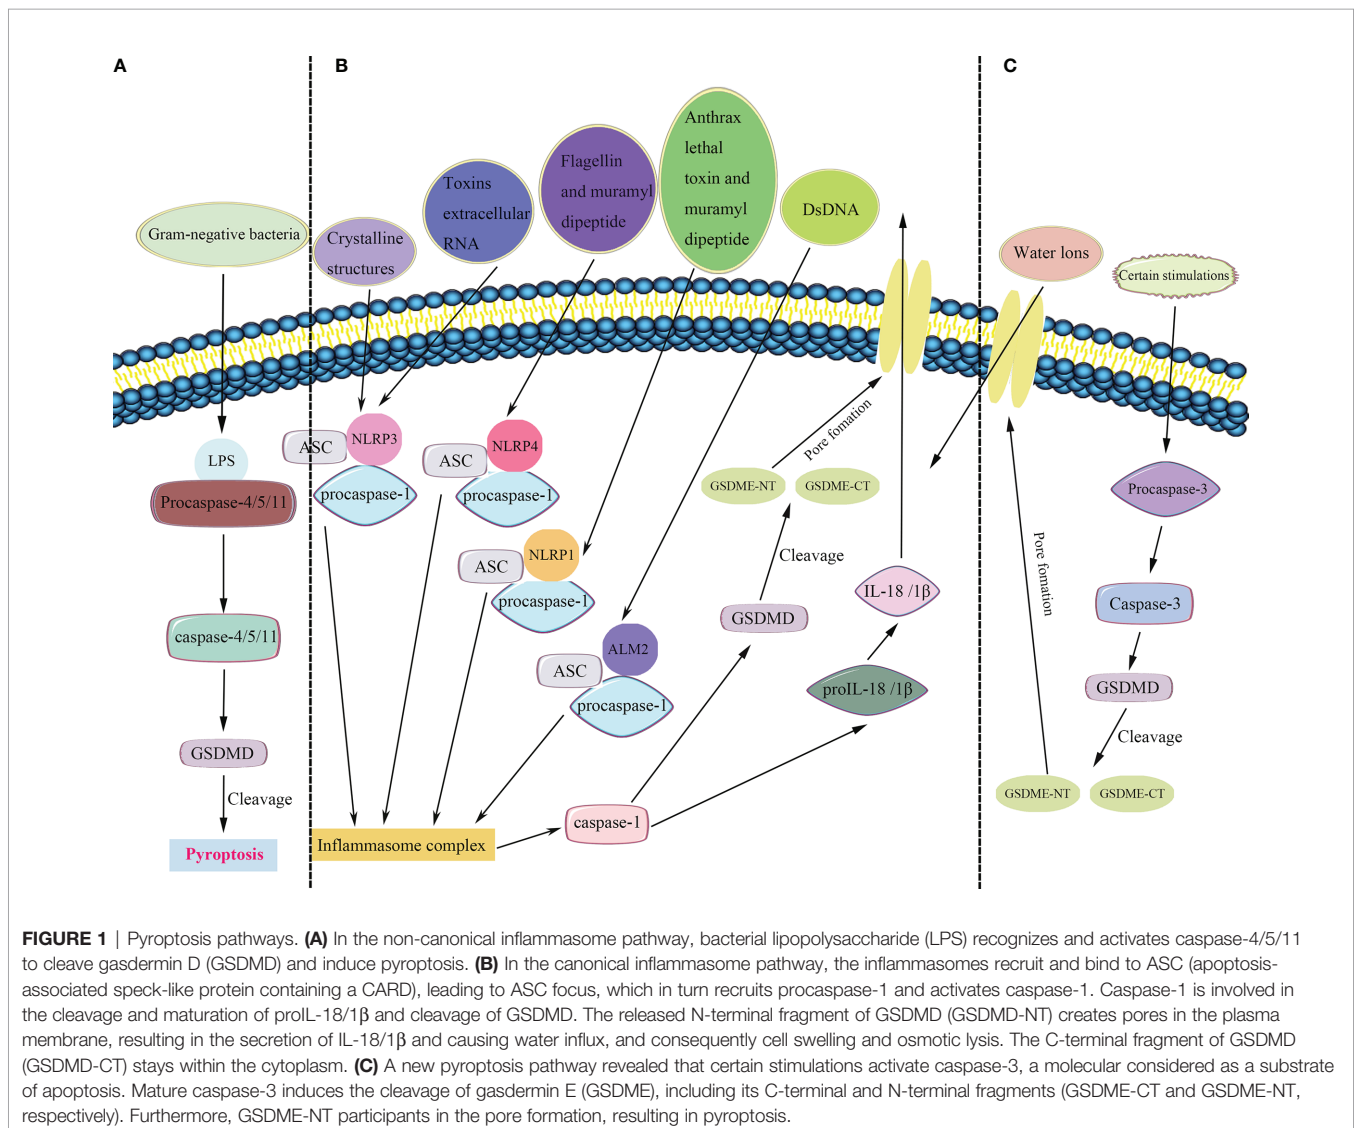 A
B
C
Gram-negative bacteria
LPS
Procaspase-4/5/11
caspase-4/5/11
GSDMD
Cleavage
Pyroptosis
Crystalline
structures
Toxins
extracellular
RNA
Flagellin
and muramyl
dipeptide
Anthrax
lethal
toxin and
muramyl
dipeptide
DsDNA
ASC
NLRP3
procaspase-1
ASC
NLRP4
procaspase-1
ASC
NLRP1
procaspase-1
ASC
ALM2
procaspase-1
Inflammasome complex
caspase-1
GSDMD
Cleavage
GSDME-NT
GSDME-CT
Pore fomation
proIL-18 /1β
IL-18 /1β
Water lons
Certain stimulations
Procaspase-3
Caspase-3
GSDMD
Cleavage
GSDME-NT
GSDME-CT
Pore fomation
FIGURE 1 | Pyroptosis pathways. (A) In the non-canonical inflammasome pathway, bacterial lipopolysaccharide (LPS) recognizes and activates caspase-4/5/11
to cleave gasdermin D (GSDMD) and induce pyroptosis. (B) In the canonical inflammasome pathway, the inflammasomes recruit and bind to ASC (apoptosis-
associated speck-like protein containing a CARD), leading to ASC focus, which in turn recruits procaspase-1 and activates caspase-1. Caspase-1 is involved in
the cleavage and maturation of proIL-18/1β and cleavage of GSDMD. The released N-terminal fragment of GSDMD (GSDMD-NT) creates pores in the plasma
membrane, resulting in the secretion of IL-18/1β and causing water influx, and consequently cell swelling and osmotic lysis. The C-terminal fragment of GSDMD
(GSDMD-CT) stays within the cytoplasm. (C) A new pyroptosis pathway revealed that certain stimulations activate caspase-3, a molecular considered as a substrate
of apoptosis. Mature caspase-3 induces the cleavage of gasdermin E (GSDME), including its C-terminal and N-terminal fragments (GSDME-CT and GSDME-NT,
respectively). Furthermore, GSDME-NT participants in the pore formation, resulting in pyroptosis.